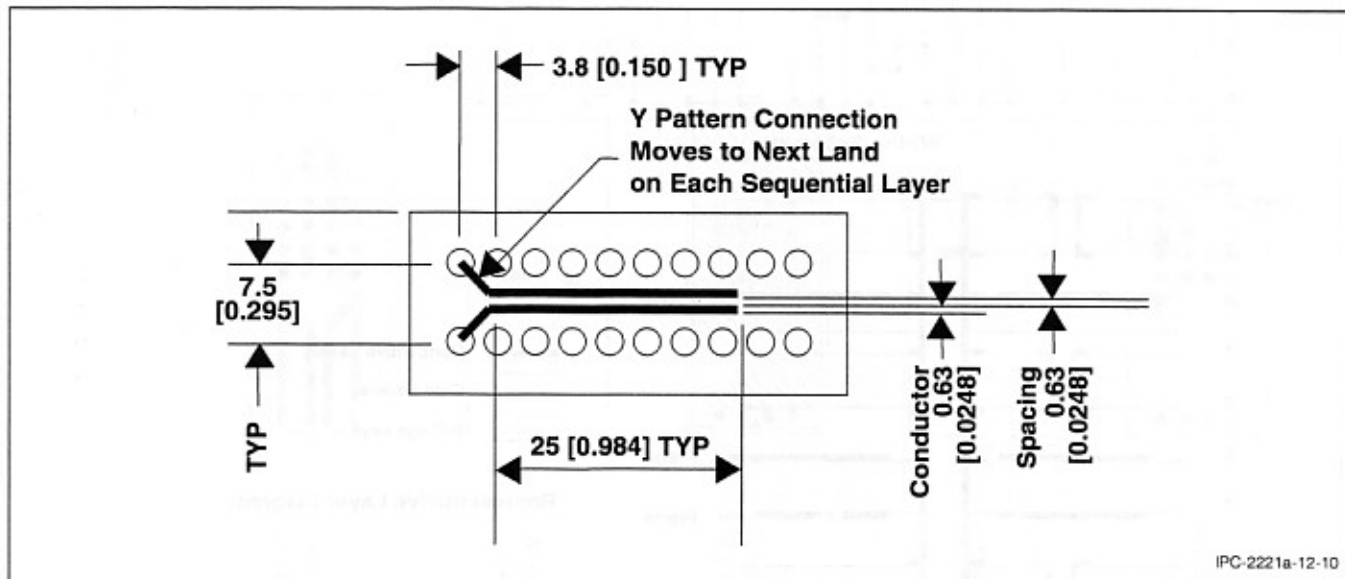 3.8 [0.150 ] TYP
Y Pattern Connection
Moves to Next Land
on Each Sequential Layer
7.5
[0.295]
TYP
25 [0.984] TYP
Conductor
0.63
[0.0248]
Spacing
0.63
[0.0248]
IPC-2221a-12-10